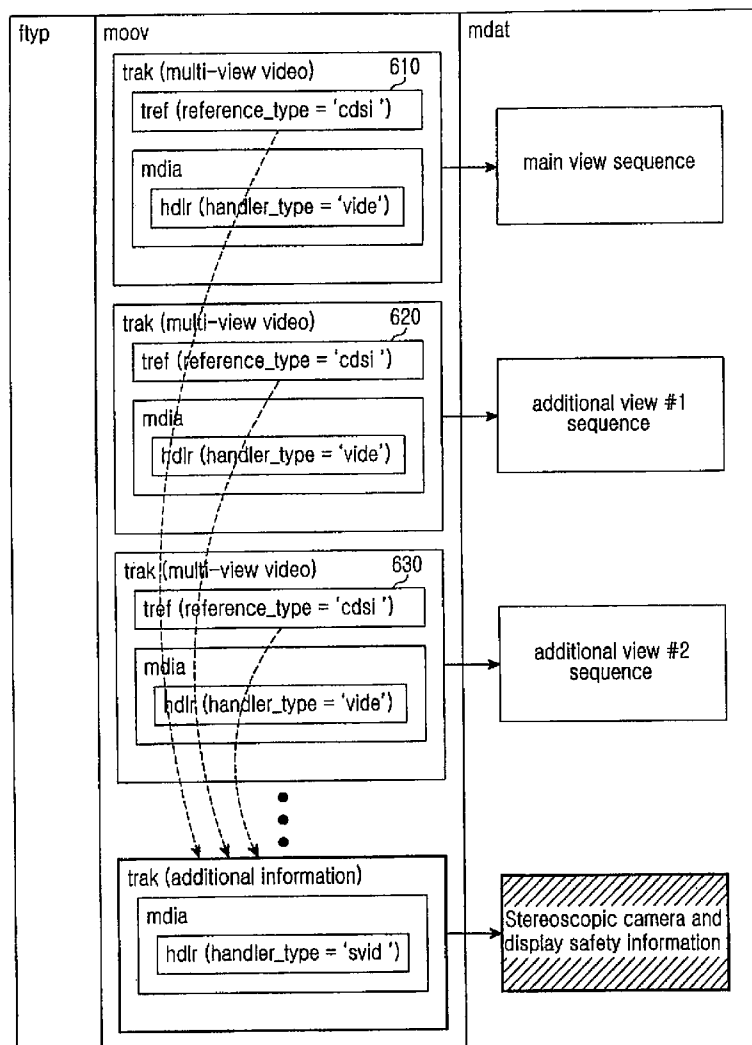 ftyp
moov
mdat
trak (multi-view video)
610
tref (reference_type = 'cdsi ')
mdia
hdlr (handler_type = 'vide')
main view sequence
trak (multi-view video)
620
tref (reference_type = 'cdsi ')
mdia
hdlr (handler_type = 'vide')
additional view #1
sequence
trak (multi-view video)
630
tref (reference_type = 'cdsi ')
mdia
hdlr (handler_type = 'vide')
additional view #2
sequence
trak (additional information)
mdia
hdlr (handler_type = 'svid ')
Stereoscopic camera and
display safety information